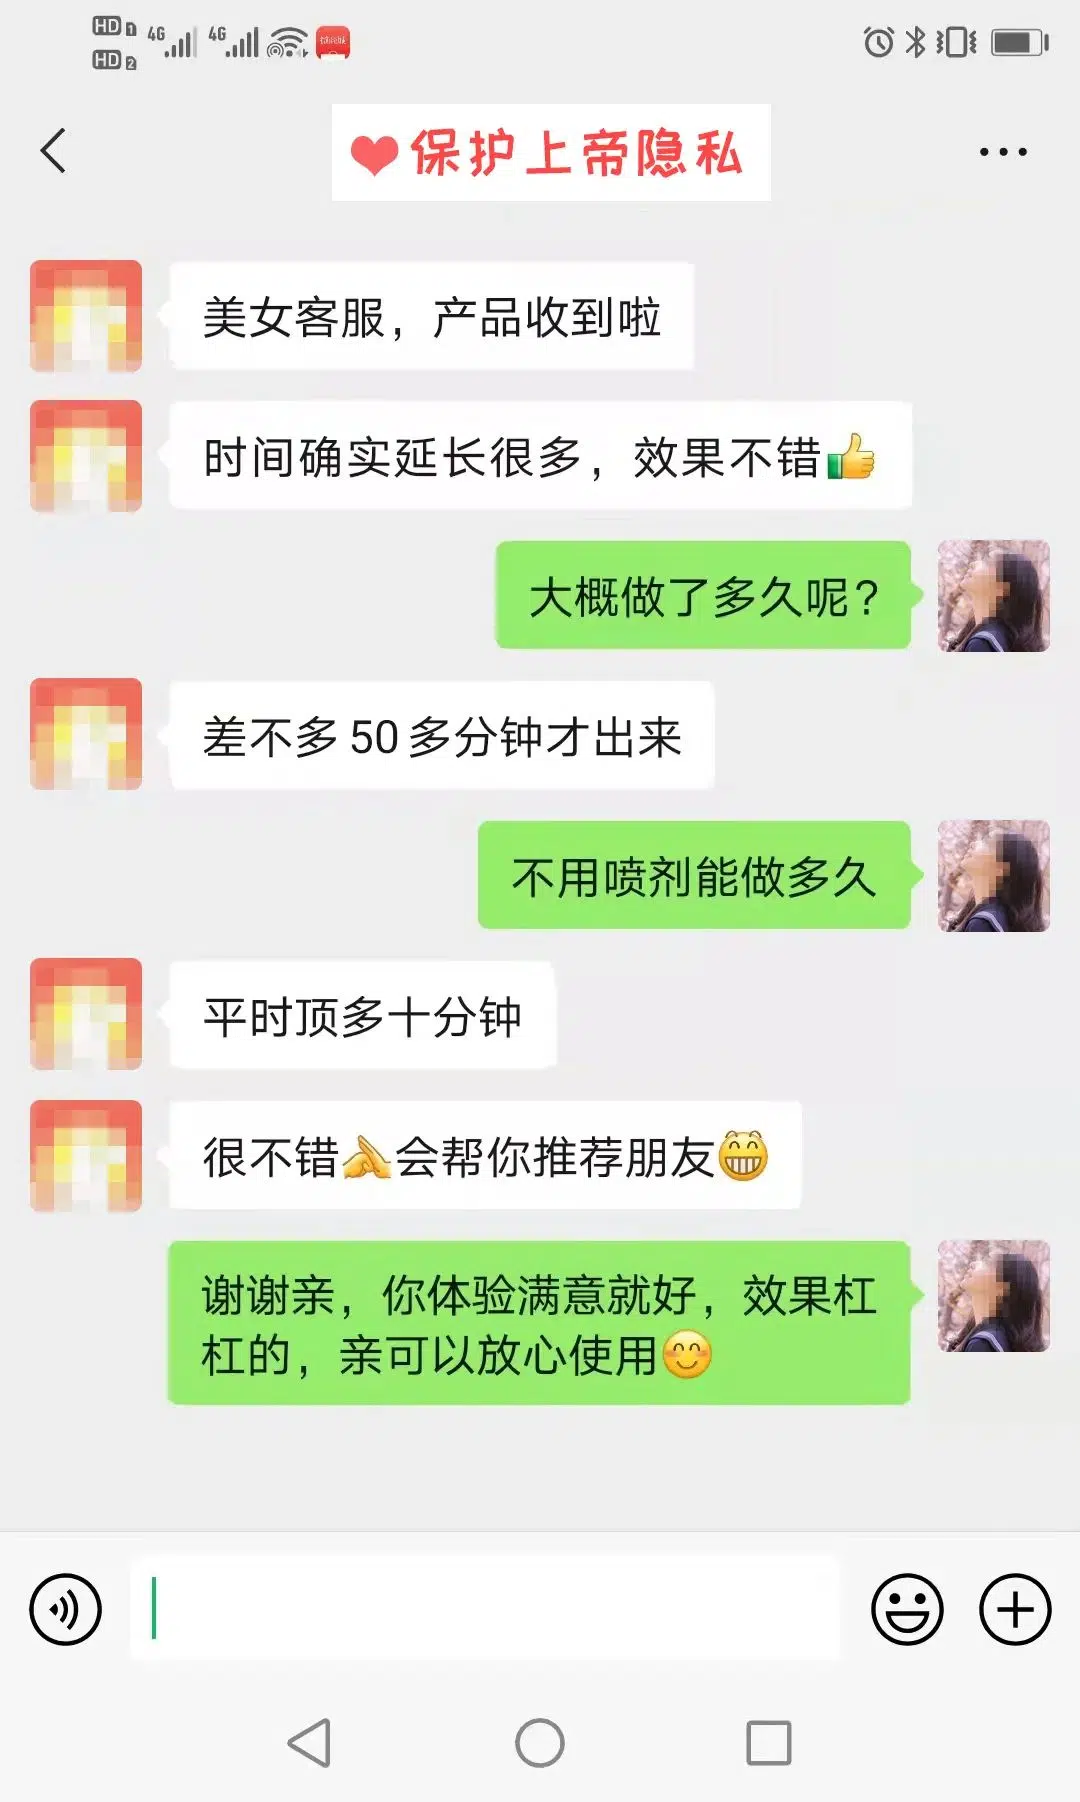 HD 1 4G 4G
HD 2
保护上帝隐私
美女客服，产品收到啦
时间确实延长很多，效果不错👍
大概做了多久呢？
差不多50多分钟才出来
不用喷剂能做多久
平时顶多十分钟
很不错🙏会帮你推荐朋友😁
谢谢亲，你体验满意就好，效果杠
杠的，亲可以放心使用😊